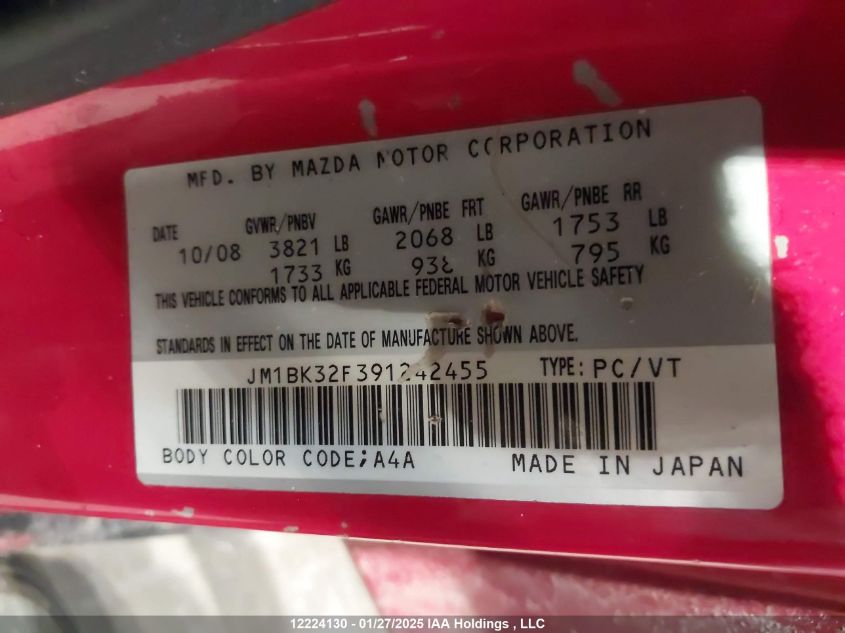 MFD. BY MAZDA MOTOR CORPORATION
DATE GVWR/PNBV GAWR/PNBE FRT GAWR/PNBE RR
10/08 3821 LB 2068 LB 1753 LB
1733 KG 938 KG 795 KG
THIS VEHICLE CONFORMS TO ALL APPLICABLE FEDERAL MOTOR VEHICLE SAFETY
STANDARDS IN EFFECT ON THE DATE OF MANUFACTURE SHOWN ABOVE.
JM1BK32F391242455 TYPE: PC/VT
BODY COLOR CODE;A4A MADE IN JAPAN
12224130 - 01/27/2025 IAA Holdings , LLC